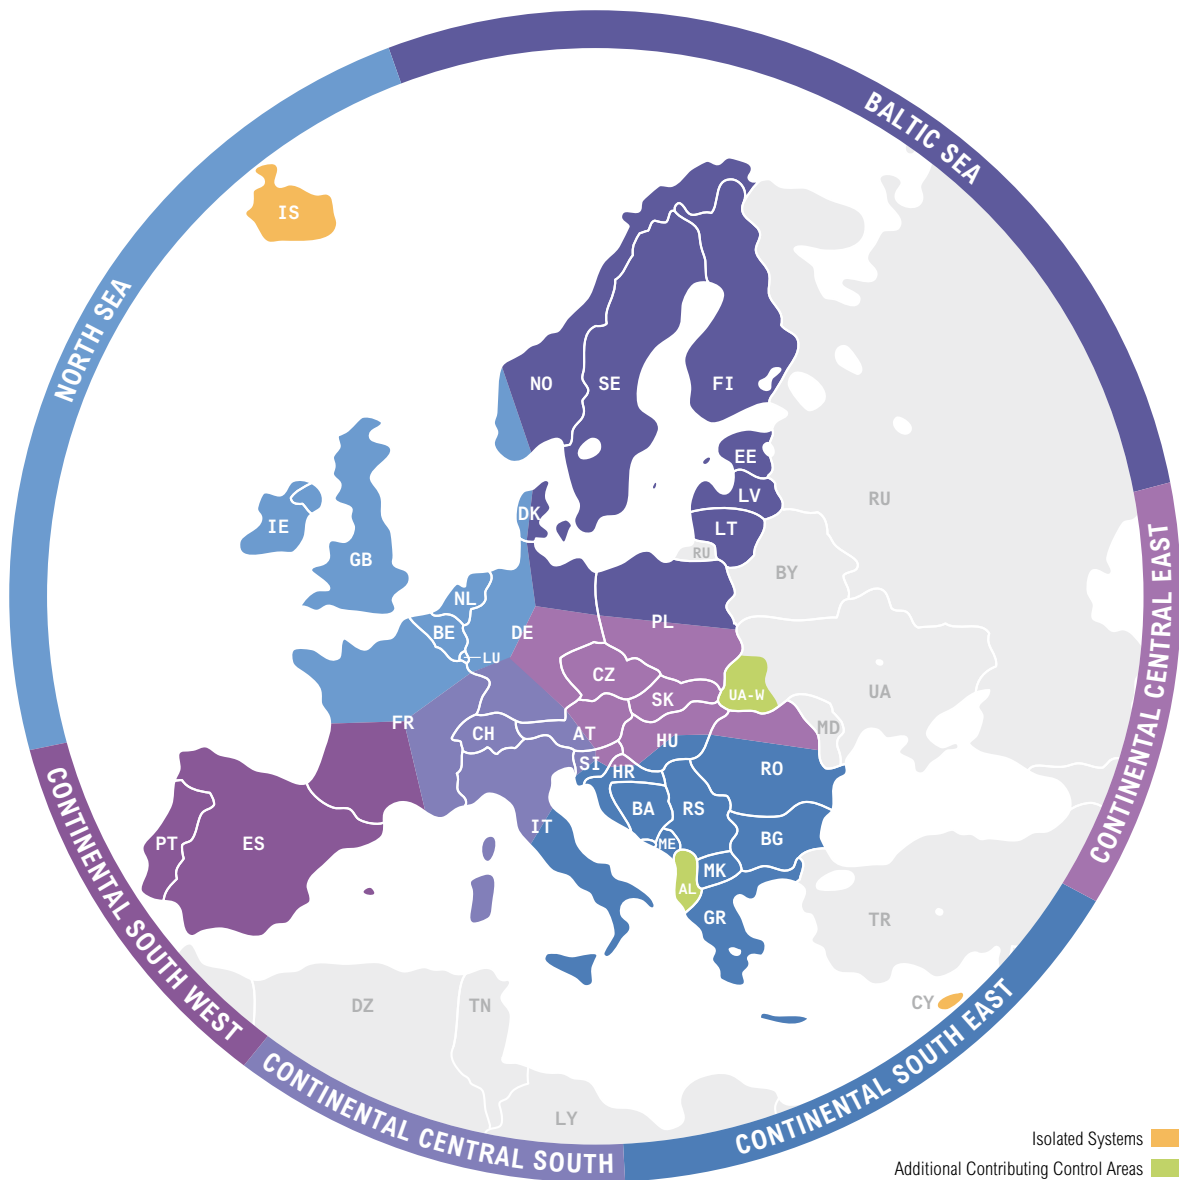 BALTIC SEA
NORTH SEA
IS
NO
SE
FI
EE
LV
RU
DK
IE
LT
GB
RU
BY
NL
BE
DE
PL
LU
CZ
UA
UA-W
SK
FR
MD
CH
AT
HU
SI
HR
RO
BA
RS
IT
BG
PT
ES
ME
MK
AL
GR
TR
CY
DZ
TN
LY
CONTINENTAL CENTRAL EAST
CONTINENTAL SOUTH WEST
CONTINENTAL CENTRAL SOUTH
CONTINENTAL SOUTH EAST
Isolated Systems
Additional Contributing Control Areas